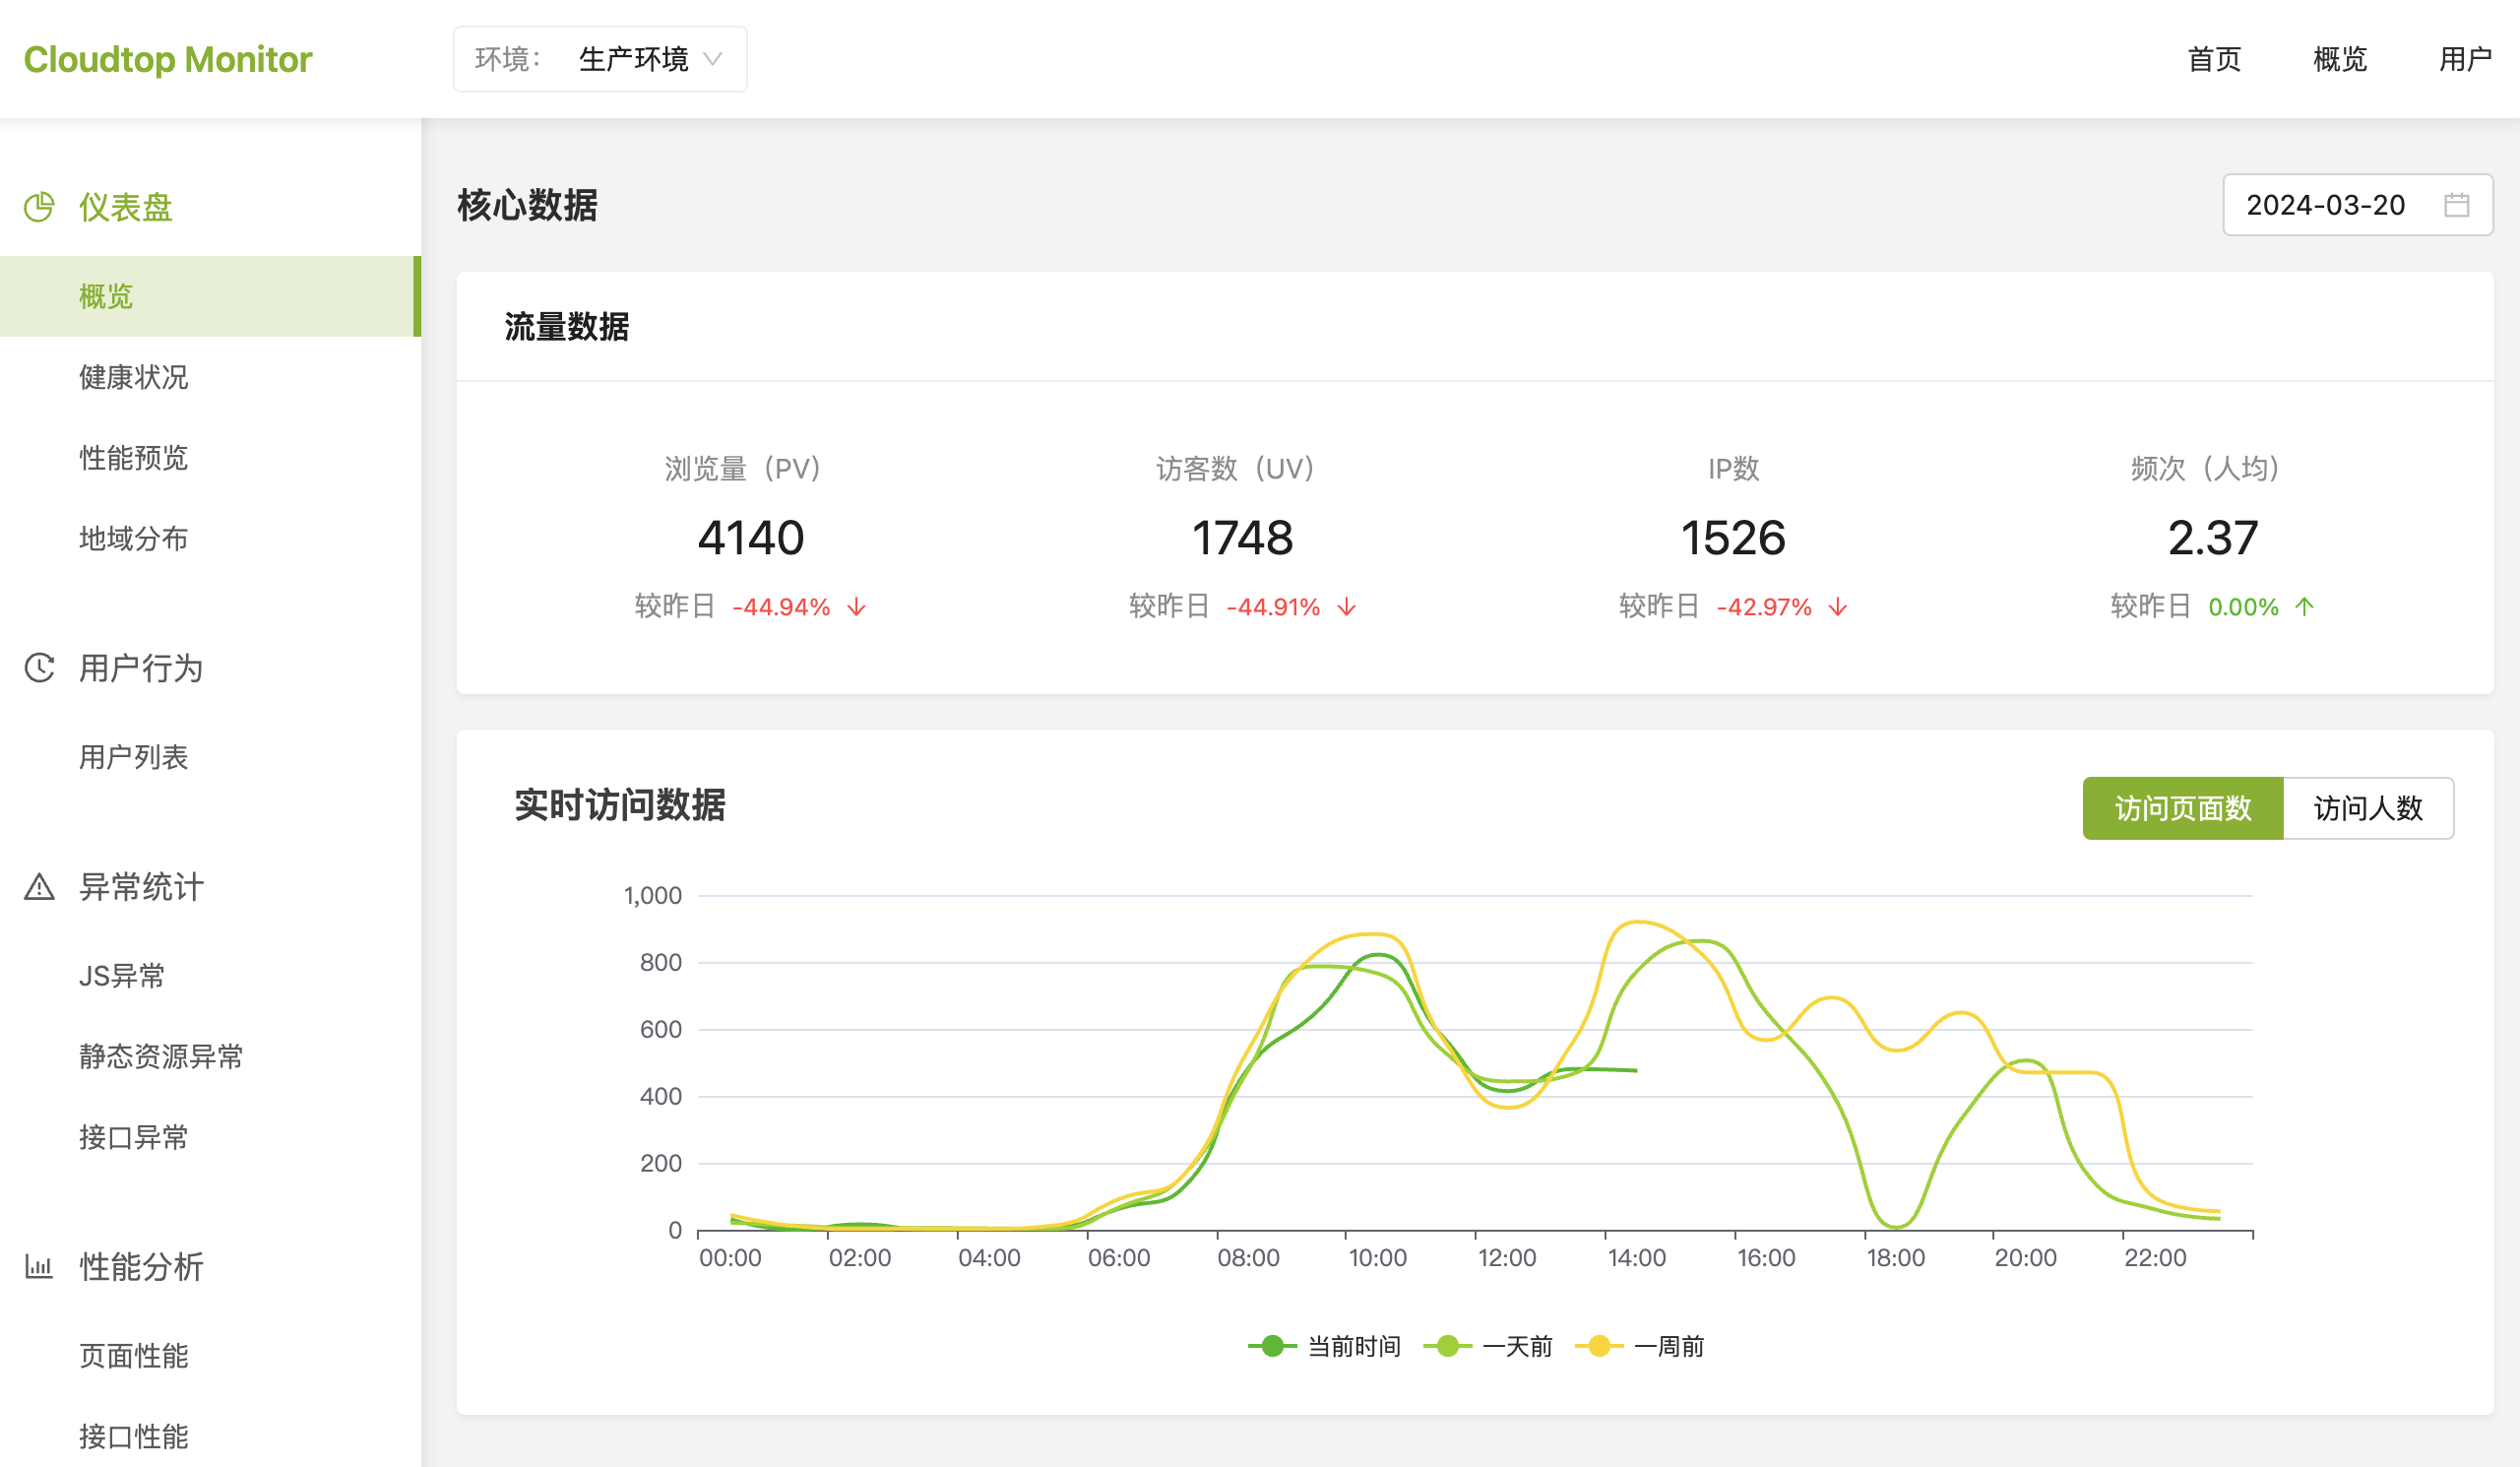 Cloudtop Monitor
环境： 生产环境
首页 概览 用户
仪表盘
概览
健康状况
性能预览
地域分布
用户行为
用户列表
异常统计
JS异常
静态资源异常
接口异常
性能分析
页面性能
接口性能
核心数据
2024-03-20
流量数据
浏览量（PV） 访客数（UV） IP数 频次（人均）
4140 1748 1526 2.37
较昨日 -44.94% 较昨日 -44.91% 较昨日 -42.97% 较昨日 0.00%
实时访问数据
访问页面数 访问人数
1,000
800
600
400
200
0
00:00 02:00 04:00 06:00 08:00 10:00 12:00 14:00 16:00 18:00 20:00 22:00
当前时间 一天前 一周前